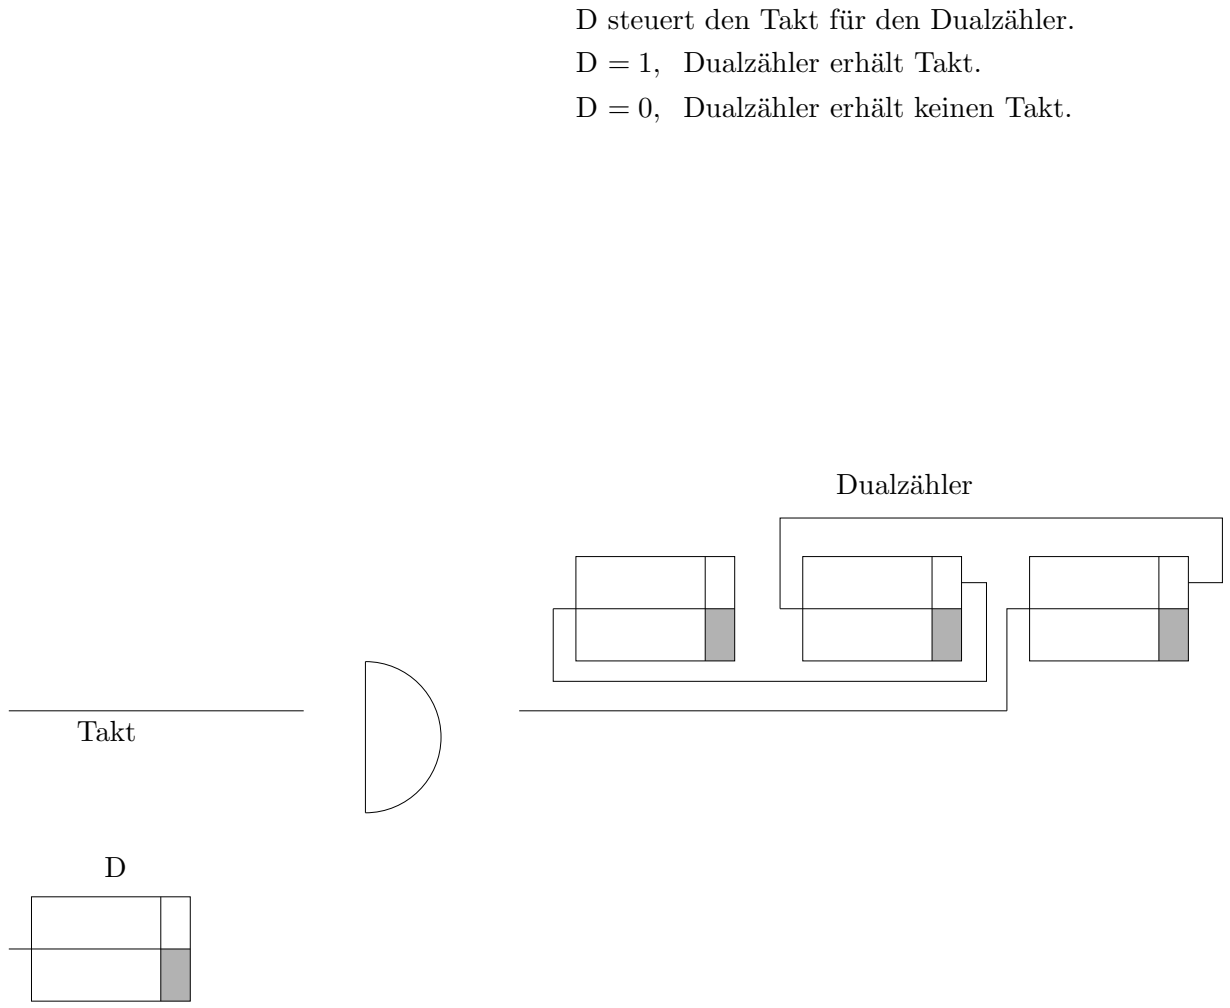 D steuert den Takt für den Dualzähler.
D = 1, Dualzähler erhält Takt.
D = 0, Dualzähler erhält keinen Takt.
Dualzähler
Takt
D